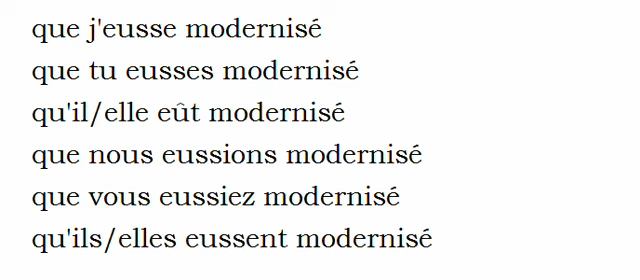 que j'eusse modernisé
que tu eusses modernisé
qu'il/elle eût modernisé
que nous eussions modernisé
que vous eussiez modernisé
qu'ils/elles eussent modernisé